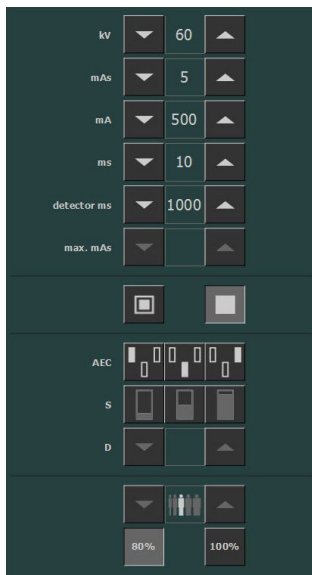 kV 60
mAs 5
mA 500
ms 10
detector ms 1000
max. mAs
AEC
S
D
80% 100%